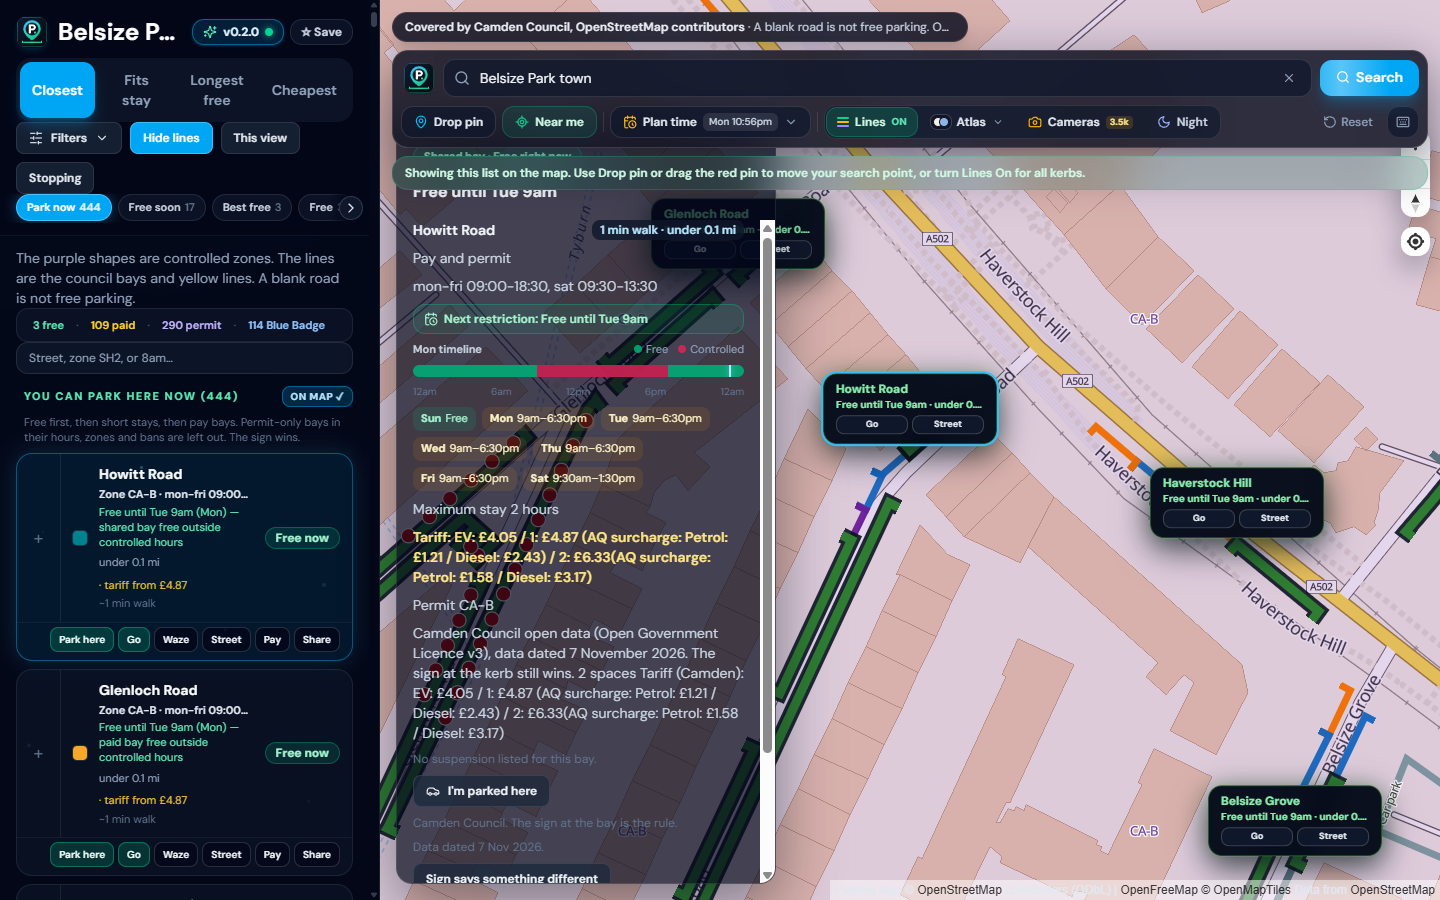 Belsize P...
v0.2.0
☆ Save
Closest
Fits stay
Longest free
Cheapest
Filters
Hide lines
This view
Stopping
Park now 444
Free soon 17
Best free 3
Free
The purple shapes are controlled zones. The lines
are the council bays and yellow lines. A blank road
is not free parking.
3 free · 109 paid · 290 permit · 114 Blue Badge
Street, zone SH2, or 8am...
YOU CAN PARK HERE NOW (444)
ON MAP ✓
Free first, then short stays, then pay bays. Permit-only bays in
their hours, zones and bans are left out. The sign wins.
+
Howitt Road
Zone CA-B · mon-fri 09:00...
Free until Tue 9am (Mon) —
shared bay free outside
controlled hours
Free now
under 0.1 mi
· tariff from £4.87
~1 min walk
Park here
Go
Waze
Street
Pay
Share
+
Glenloch Road
Zone CA-B · mon-fri 09:00...
Free until Tue 9am (Mon) —
paid bay free outside
controlled hours
Free now
under 0.1 mi
· tariff from £4.87
~1 min walk
Park here
Go
Waze
Street
Pay
Share
Covered by Camden Council, OpenStreetMap contributors · A blank road is not free parking. O...
Belsize Park town
Search
Drop pin
Near me
Plan time Mon 10:56pm
Lines ON
Atlas
Cameras 3.5k
Night
Reset
Shared bay · Free right now
Showing this list on the map. Use Drop pin or drag the red pin to move your search point, or turn Lines On for all kerbs.
Free until Tue 9am
Howitt Road
1 min walk · under 0.1 mi
Pay and permit
mon-fri 09:00-18:30, sat 09:30-13:30
Next restriction: Free until Tue 9am
Mon timeline
Free
Controlled
12am
6am
12pm
6pm
12am
Sun Free
Mon 9am–6:30pm
Tue 9am–6:30pm
Wed 9am–6:30pm
Thu 9am–6:30pm
Fri 9am–6:30pm
Sat 9:30am–1:30pm
Maximum stay 2 hours
Tariff: EV: £4.05 / 1: £4.87 (AQ surcharge: Petrol:
£1.21 / Diesel: £2.43) / 2: £6.33(AQ surcharge:
Petrol: £1.58 / Diesel: £3.17)
Permit CA-B
Camden Council open data (Open Government
Licence v3), data dated 7 November 2026. The
sign at the kerb still wins. 2 spaces Tariff (Camden):
EV: £4.05 / 1: £4.87 (AQ surcharge: Petrol: £1.21 /
Diesel: £2.43) / 2: £6.33(AQ surcharge: Petrol: £1.58
/ Diesel: £3.17)
No suspension listed for this bay.
I'm parked here
Camden Council. The sign at the bay is the rule.
Data dated 7 Nov 2026.
Sign says something different
Glenloch Road
Go
Tyburn
A502
Haverstock Hill
CA-B
A502
Howitt Road
Free until Tue 9am · under 0....
Go
Street
Haverstock Hill
Free until Tue 9am · under 0....
Go
Street
A502
Haverstock Hill
Belsize Grove
Car park
Belsize Grove
Free until Tue 9am · under 0....
Go
Street
CA-B
CA-B
© OpenStreetMap
| OpenFreeMap © OpenMapTiles
from OpenStreetMap